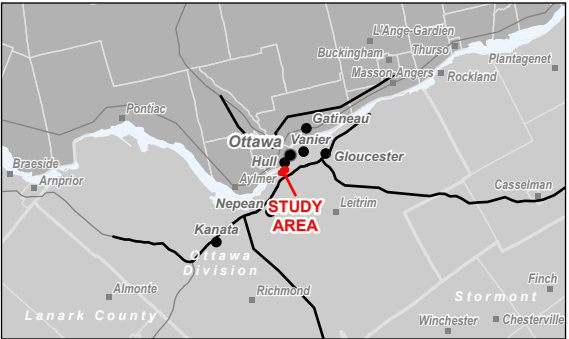 L'Ange-Gardien
Buckingham
Thurso
Plantagenet
Masson-Angers
Rockland
Pontiac
Gatineau
Ottawa
Vanier
Hull
Gloucester
Braeside
Arnprior
Aylmer
Casselman
Nepean
STUDY
AREA
Leitrim
Kanata
Ottawa
Division
Finch
Almonte
Richmond
Stormont
Lanark County
Winchester
Chesterville